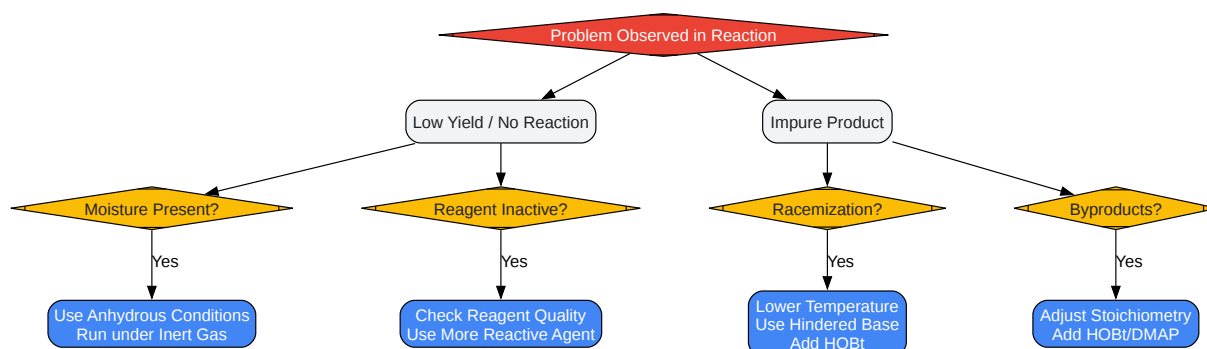 Problem Observed in Reaction
Low Yield / No Reaction
Impure Product
Moisture Present?
Reagent Inactive?
Racemization?
Byproducts?
Yes
Yes
Yes
Yes
Use Anhydrous Conditions
Run under Inert Gas
Check Reagent Quality
Use More Reactive Agent
Lower Temperature
Use Hindered Base
Add HOBt
Adjust Stoichiometry
Add HOBt/DMAP